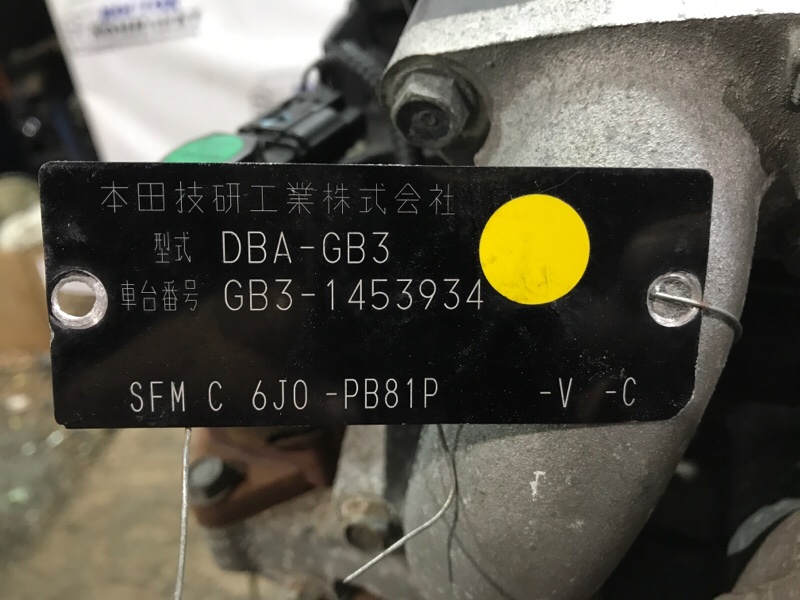 本田技研工業株式会社
型式 DBA-GB3
車台番号 GB3-1453934
SFM C 6J0 -PB81P -V -C